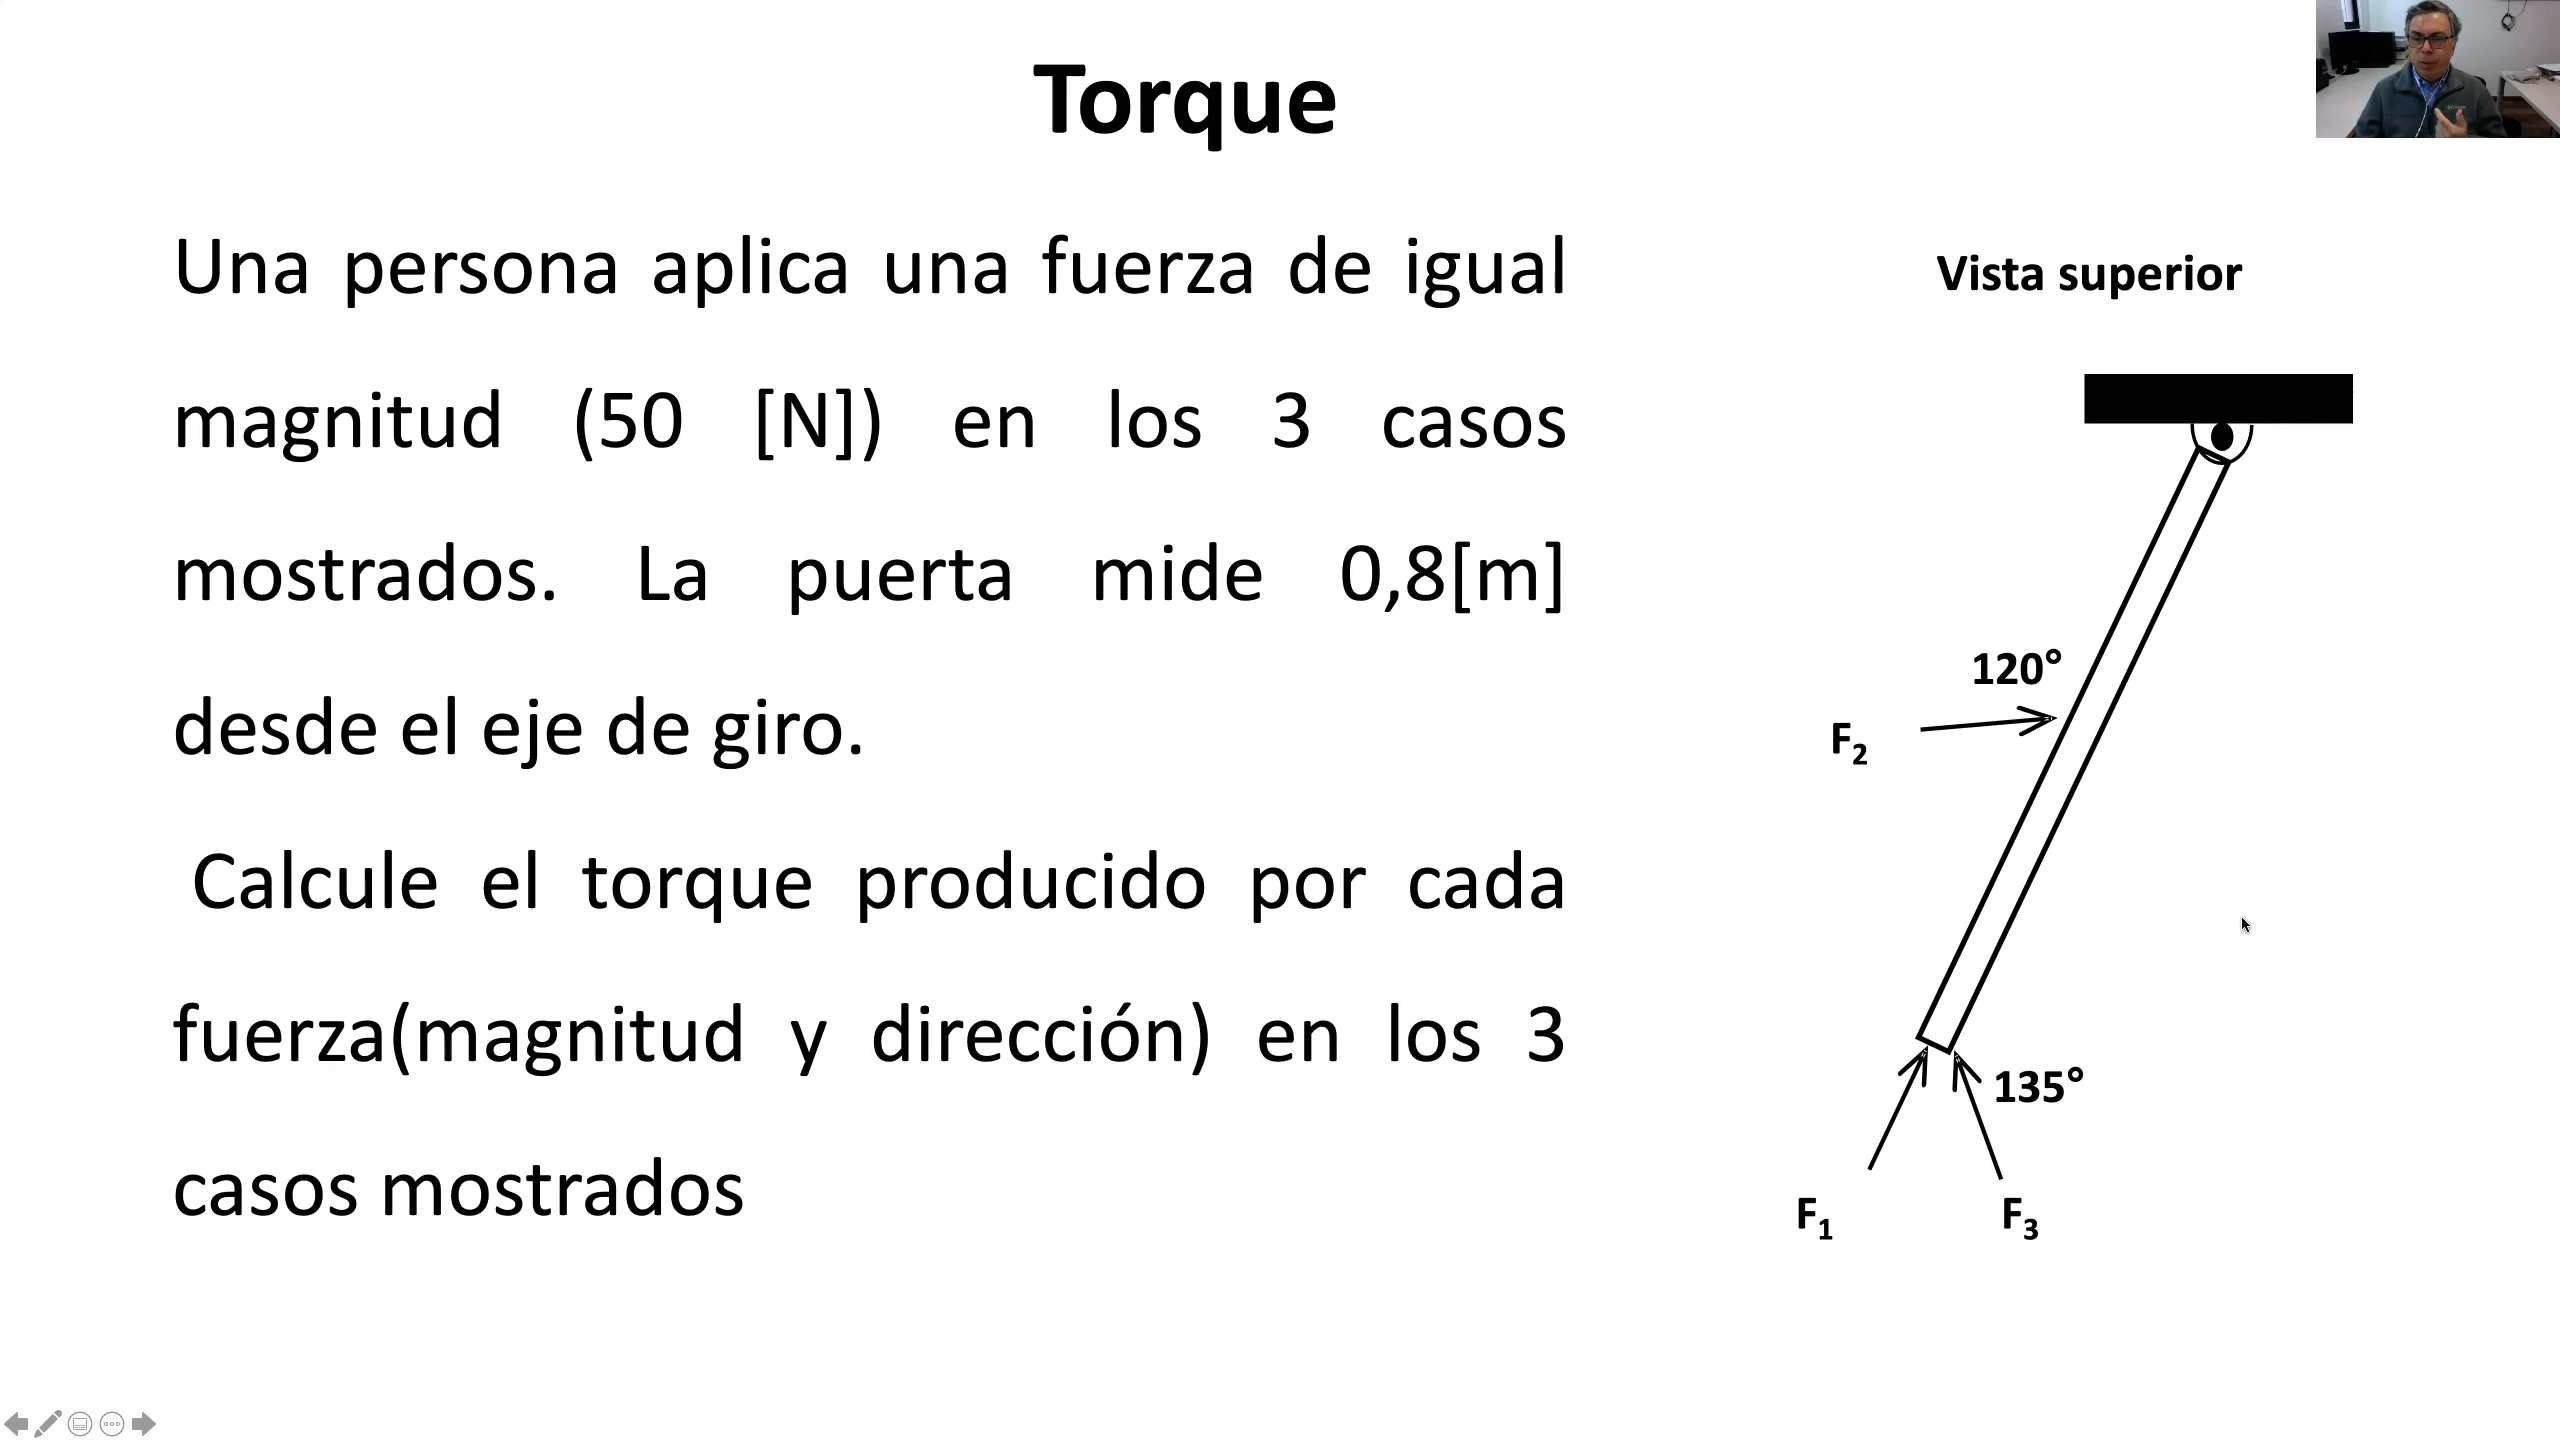 Torque
Una persona aplica una fuerza de igual
magnitud (50 [N]) en los 3 casos
mostrados. La puerta mide 0,8[m]
desde el eje de giro.
Calcule el torque producido por cada
fuerza(magnitud y dirección) en los 3
casos mostrados
Vista superior
120°
F₂
135°
F₁
F₃